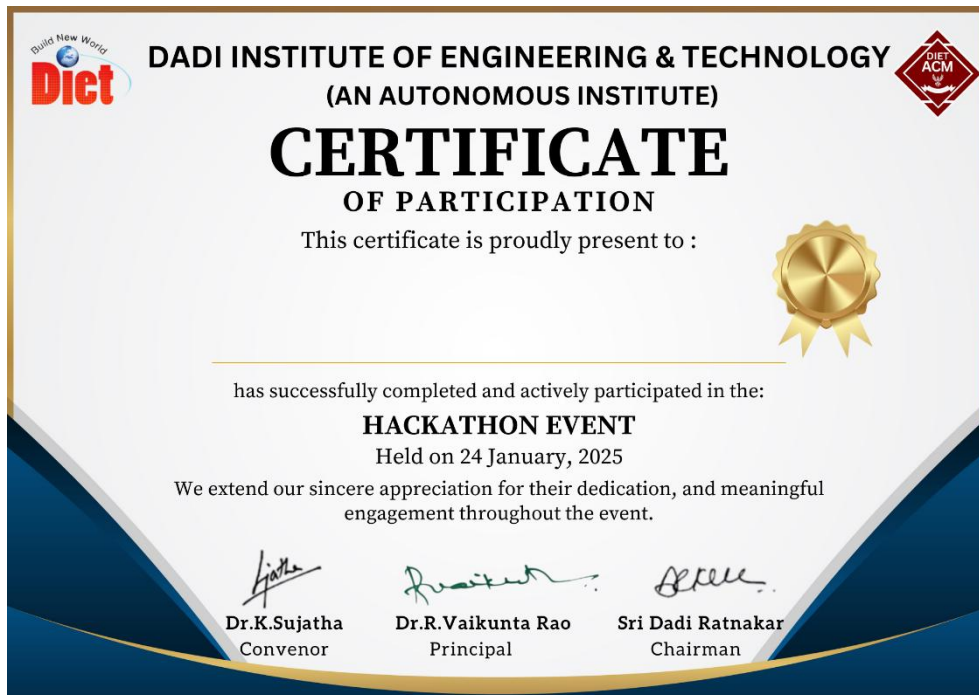 Build New World
Diet
DADI INSTITUTE OF ENGINEERING & TECHNOLOGY
(AN AUTONOMOUS INSTITUTE)
DIET
ACM
CERTIFICATE
OF PARTICIPATION
This certificate is proudly present to :
has successfully completed and actively participated in the:
HACKATHON EVENT
Held on 24 January, 2025
We extend our sincere appreciation for their dedication, and meaningful
engagement throughout the event.
Dr.K.Sujatha
Dr.R.Vaikunta Rao
Sri Dadi Ratnakar
Convenor
Principal
Chairman